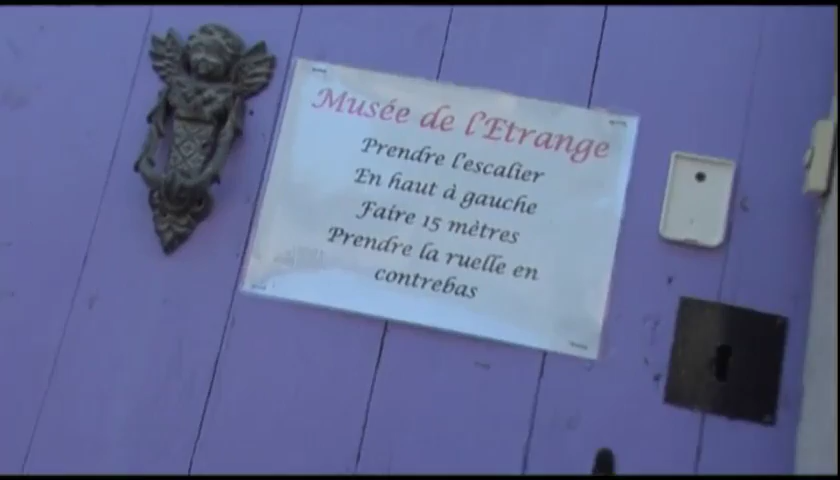 Musée de l'Etrange
Prendre l'escalier
En haut à gauche
Faire 15 mètres
Prendre la ruelle en
contrebas